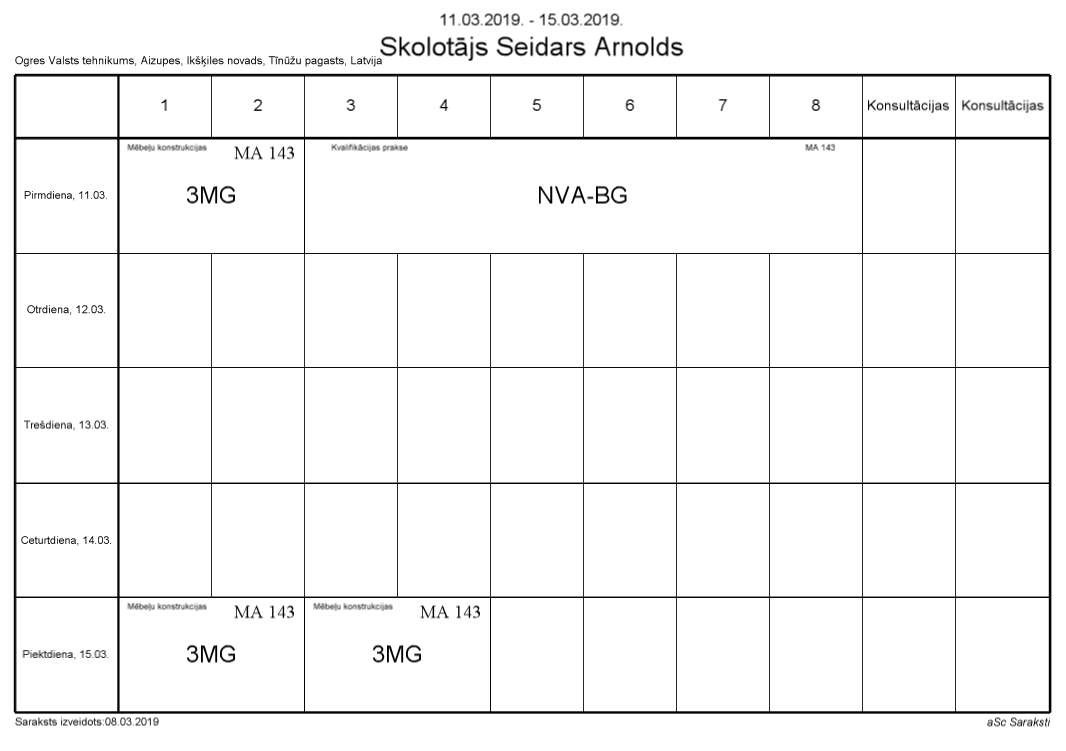 11.03.2019. - 15.03.2019.
Skolotājs Seidars Arnolds
Ogres Valsts tehnikums, Aizupes, Ikšķiles novads, Tīnūžu pagasts, Latvija
1 2 3 4 5 6 7 8 Konsultācijas Konsultācijas
Mēbeļu konstrukcijas MA 143 Kvalifikācijas prakse MA 143
Pirmdiena, 11.03. 3MG NVA-BG
Otrdiena, 12.03.
Trešdiena, 13.03.
Ceturtdiena, 14.03.
Mēbeļu konstrukcijas MA 143 Mēbeļu konstrukcijas MA 143
Piektdiena, 15.03. 3MG 3MG
Saraksts izveidots:08.03.2019 aSc Saraksti